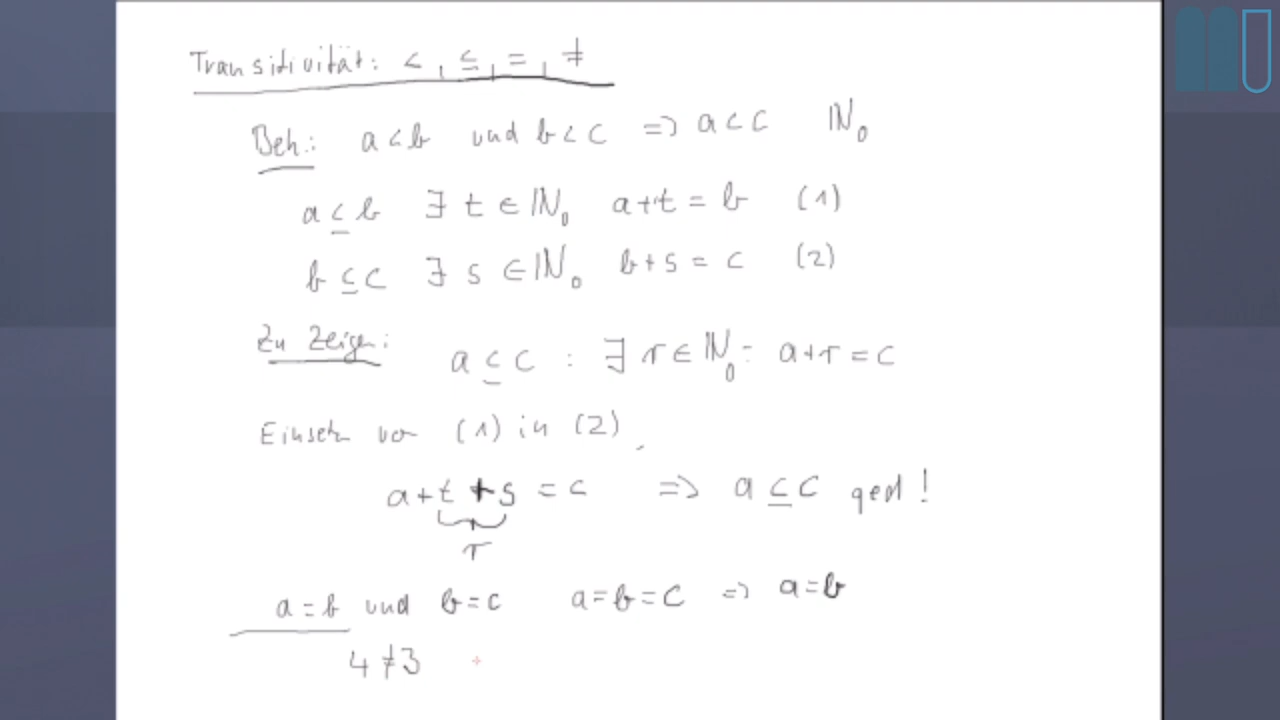 Transitivität: <, ≤, =, ≠
Beh.: a<b und b<c => a<c ℕ₀
a≤b ∃ t ∈ ℕ₀ a+t = b (1)
b≤c ∃ s ∈ ℕ₀ b+s = c (2)
Zu Zeigen: a≤c : ∃ r ∈ ℕ₀: a+r = c
Einsetz von (1) in (2),
a+t+s = c => a≤c qed!
r
a=b und b=c a=b=c => a=b
4≠3